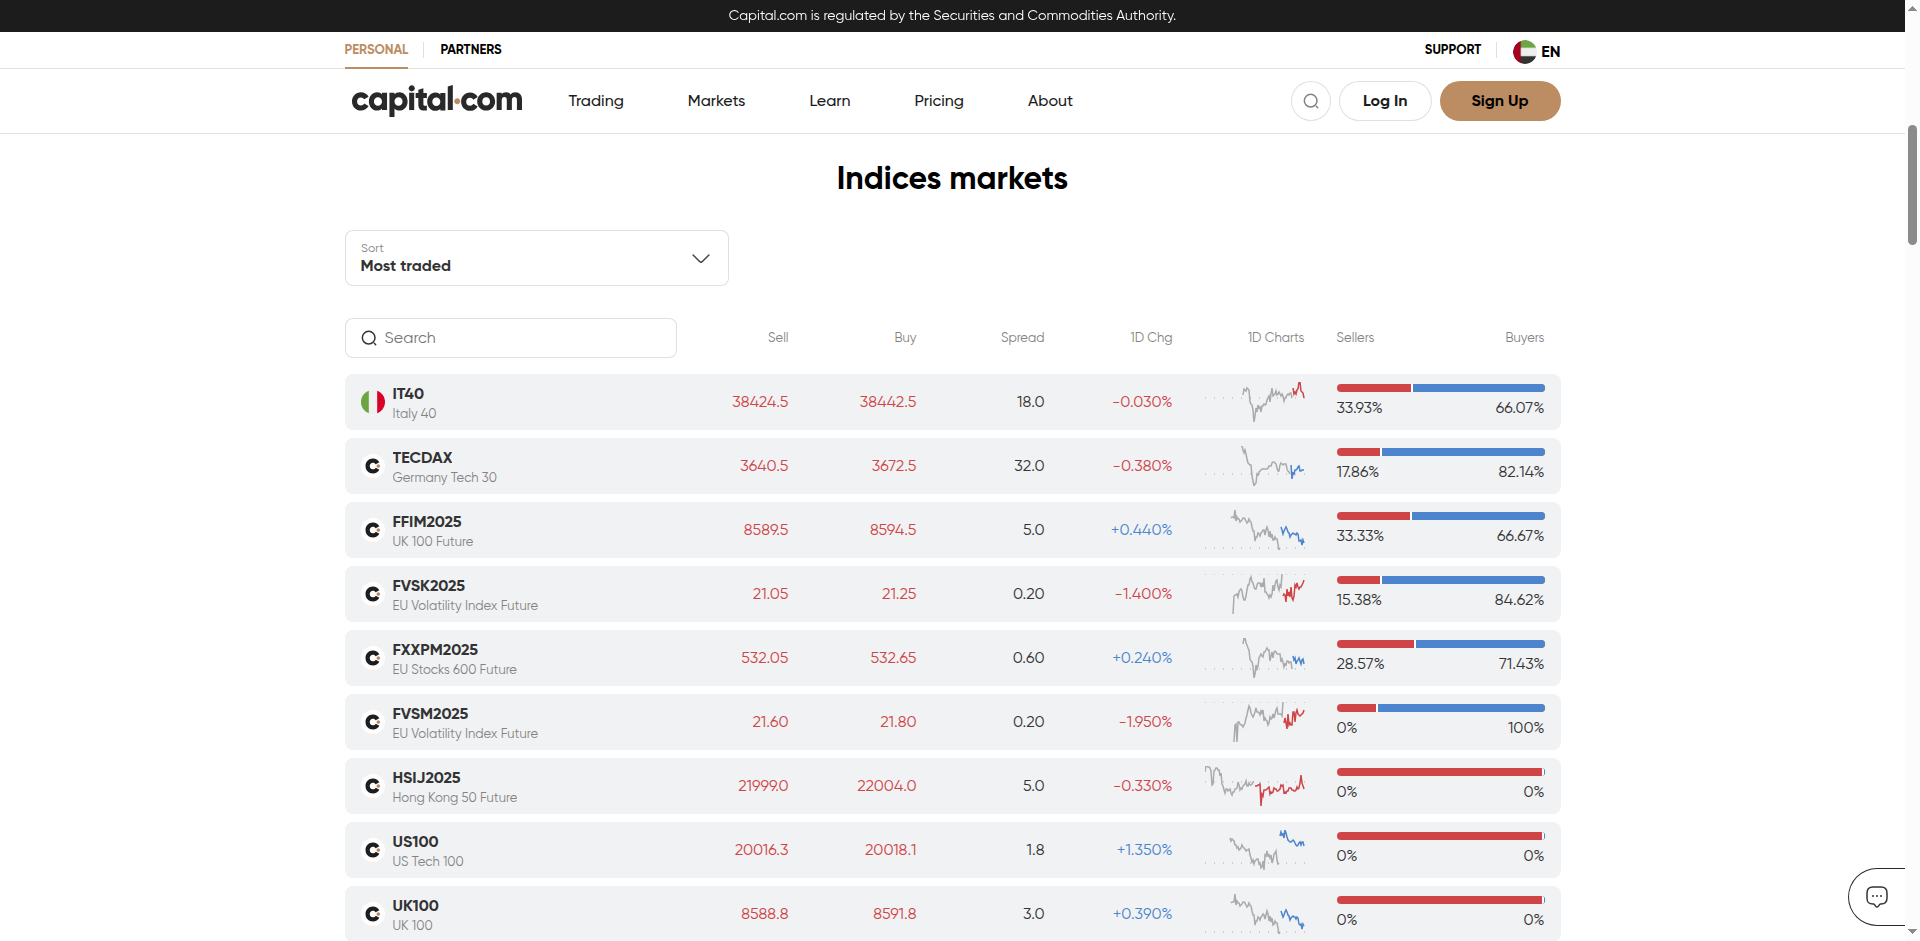 Capital.com is regulated by the Securities and Commodities Authority.
PERSONAL PARTNERS SUPPORT EN
capital.com Trading Markets Learn Pricing About Log In Sign Up
Indices markets
Sort
Most traded
Search Sell Buy Spread 1D Chg 1D Charts Sellers Buyers
IT40
Italy 40
38424.5 38442.5 18.0 -0.030% 33.93% 66.07%
TECDAX
Germany Tech 30
3640.5 3672.5 32.0 -0.380% 17.86% 82.14%
FFIM2025
UK 100 Future
8589.5 8594.5 5.0 +0.440% 33.33% 66.67%
FVSK2025
EU Volatility Index Future
21.05 21.25 0.20 -1.400% 15.38% 84.62%
FXXPM2025
EU Stocks 600 Future
532.05 532.65 0.60 +0.240% 28.57% 71.43%
FVSM2025
EU Volatility Index Future
21.60 21.80 0.20 -1.950% 0% 100%
HSIJ2025
Hong Kong 50 Future
21999.0 22004.0 5.0 -0.330% 0% 0%
US100
US Tech 100
20016.3 20018.1 1.8 +1.350% 0% 0%
UK100
UK 100
8588.8 8591.8 3.0 +0.390% 0% 0%